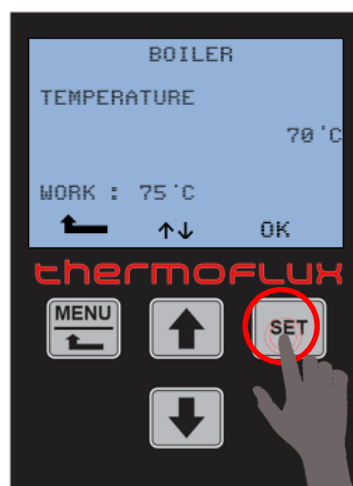 BOILER
TEMPERATURE
70°C
WORK : 75°C
↑↓ OK
thermoflux
MENU
SET